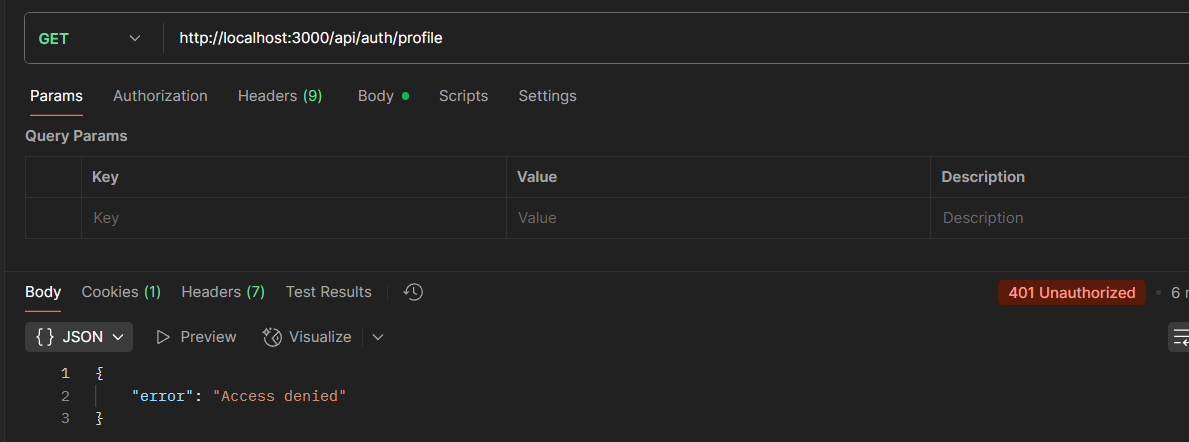 GET http://localhost:3000/api/auth/profile
Params Authorization Headers (9) Body Scripts Settings
Query Params
Key Value Description
Key Value Description
Body Cookies (1) Headers (7) Test Results 401 Unauthorized • 6
{ } JSON Preview Visualize
1 {
2 "error": "Access denied"
3 }